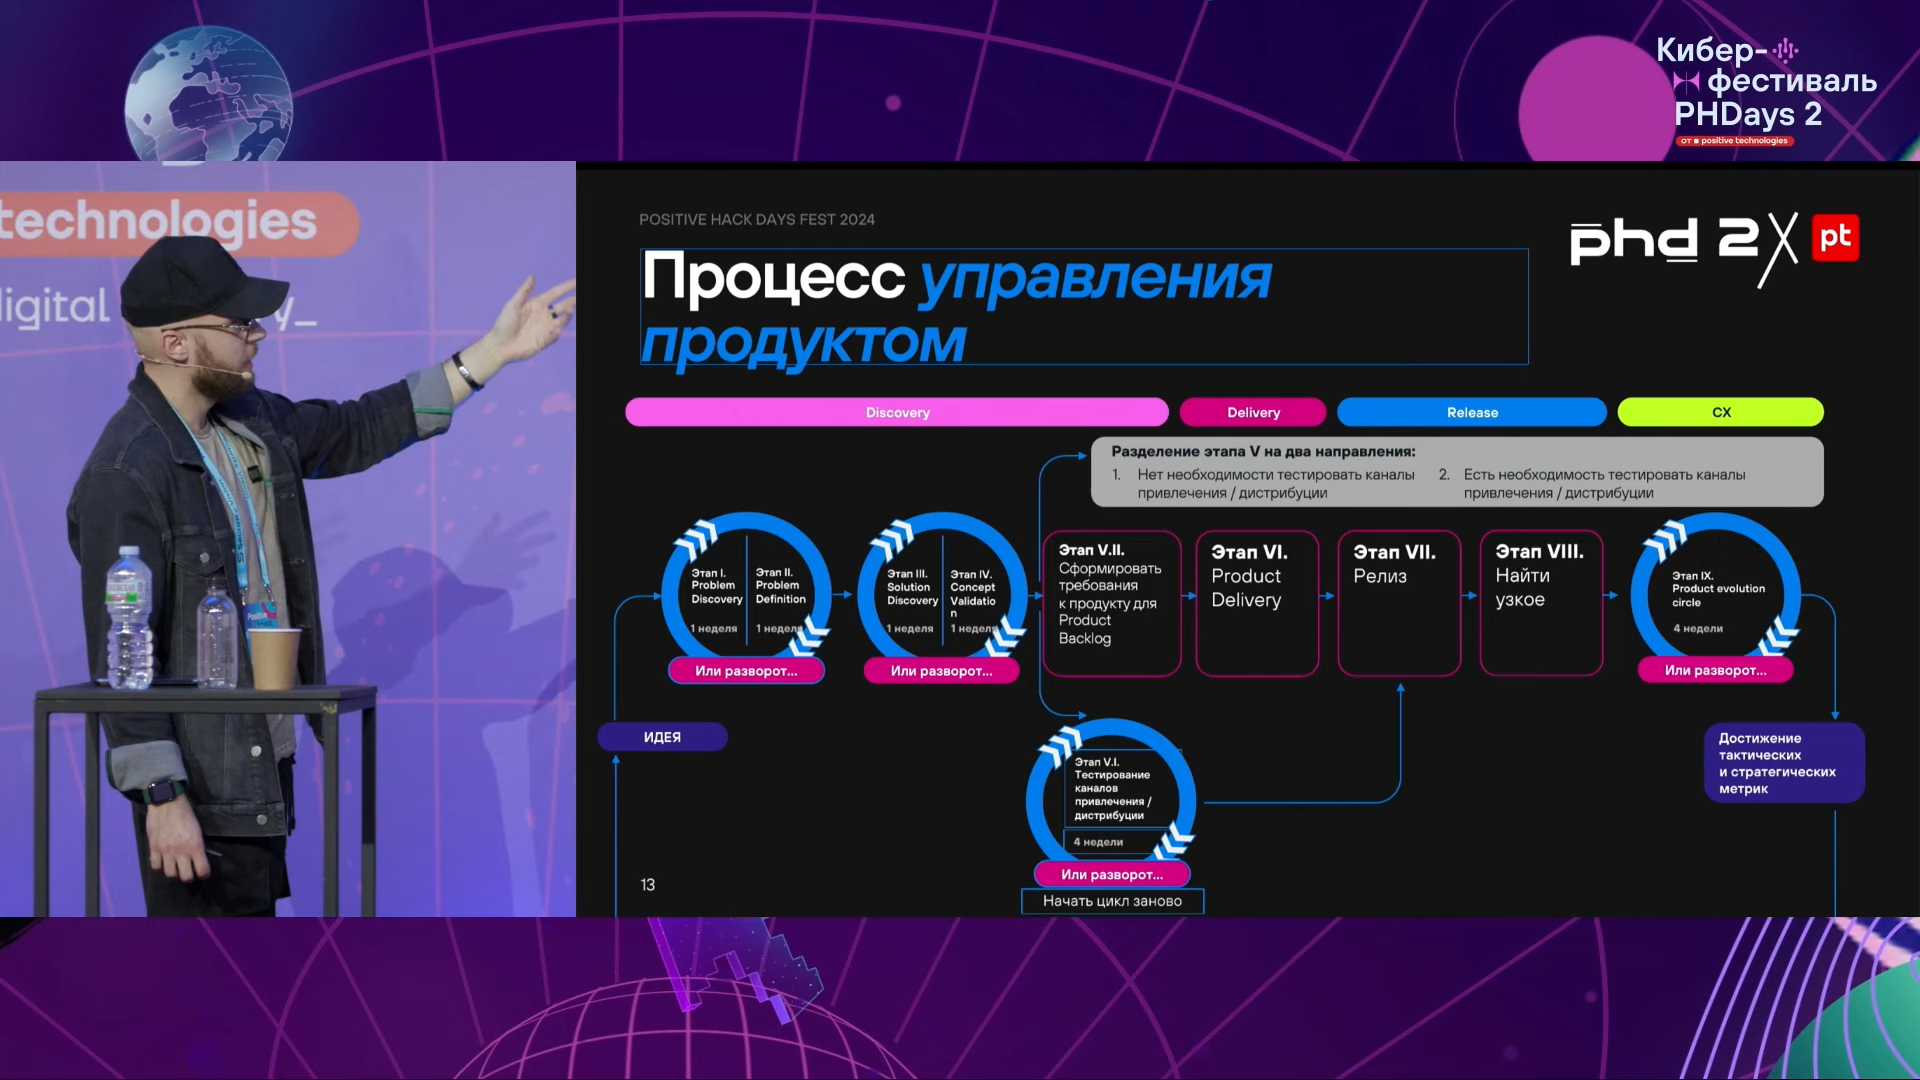 Кибер-
фестиваль
PHDays 2
от positive technologies
technologies
digital
POSITIVE HACK DAYS FEST 2024
phd 2
pt
Процесс управления
продуктом
Discovery
Delivery
Release
CX
Разделение этапа V на два направления:
1. Нет необходимости тестировать каналы
привлечения / дистрибуции
2. Есть необходимость тестировать каналы
привлечения / дистрибуции
Этап I.
Problem
Discovery
1 неделя
Этап II.
Problem
Definition
1 неделя
Или разворот...
Этап III.
Solution
Discovery
1 неделя
Этап IV.
Concept
Validatio
n
1 неделя
Или разворот...
Этап V.II.
Сформировать
требования
к продукту для
Product
Backlog
Этап VI.
Product
Delivery
Этап VII.
Релиз
Этап VIII.
Найти
узкое
Этап IX.
Product evolution
circle
4 недели
Или разворот...
ИДЕЯ
Этап V.I.
Тестирование
каналов
привлечения /
дистрибуции
4 недели
Или разворот...
Начать цикл заново
Достижение
тактических
и стратегических
метрик
13